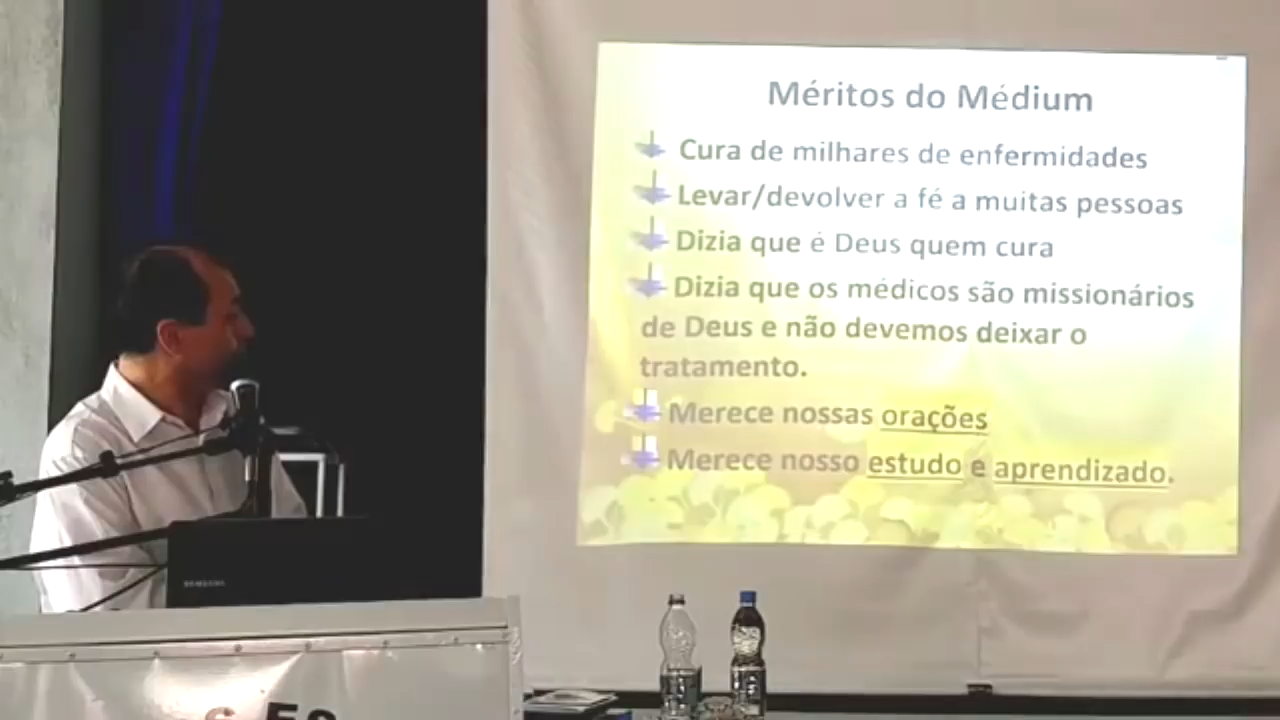 Méritos do Médium
Cura de milhares de enfermidades
Levar/devolver a fé a muitas pessoas
Dizia que é Deus quem cura
Dizia que os médicos são missionários
de Deus e não devemos deixar o
tratamento.
Merece nossas orações
Merece nosso estudo e aprendizado.
SAMSUNG